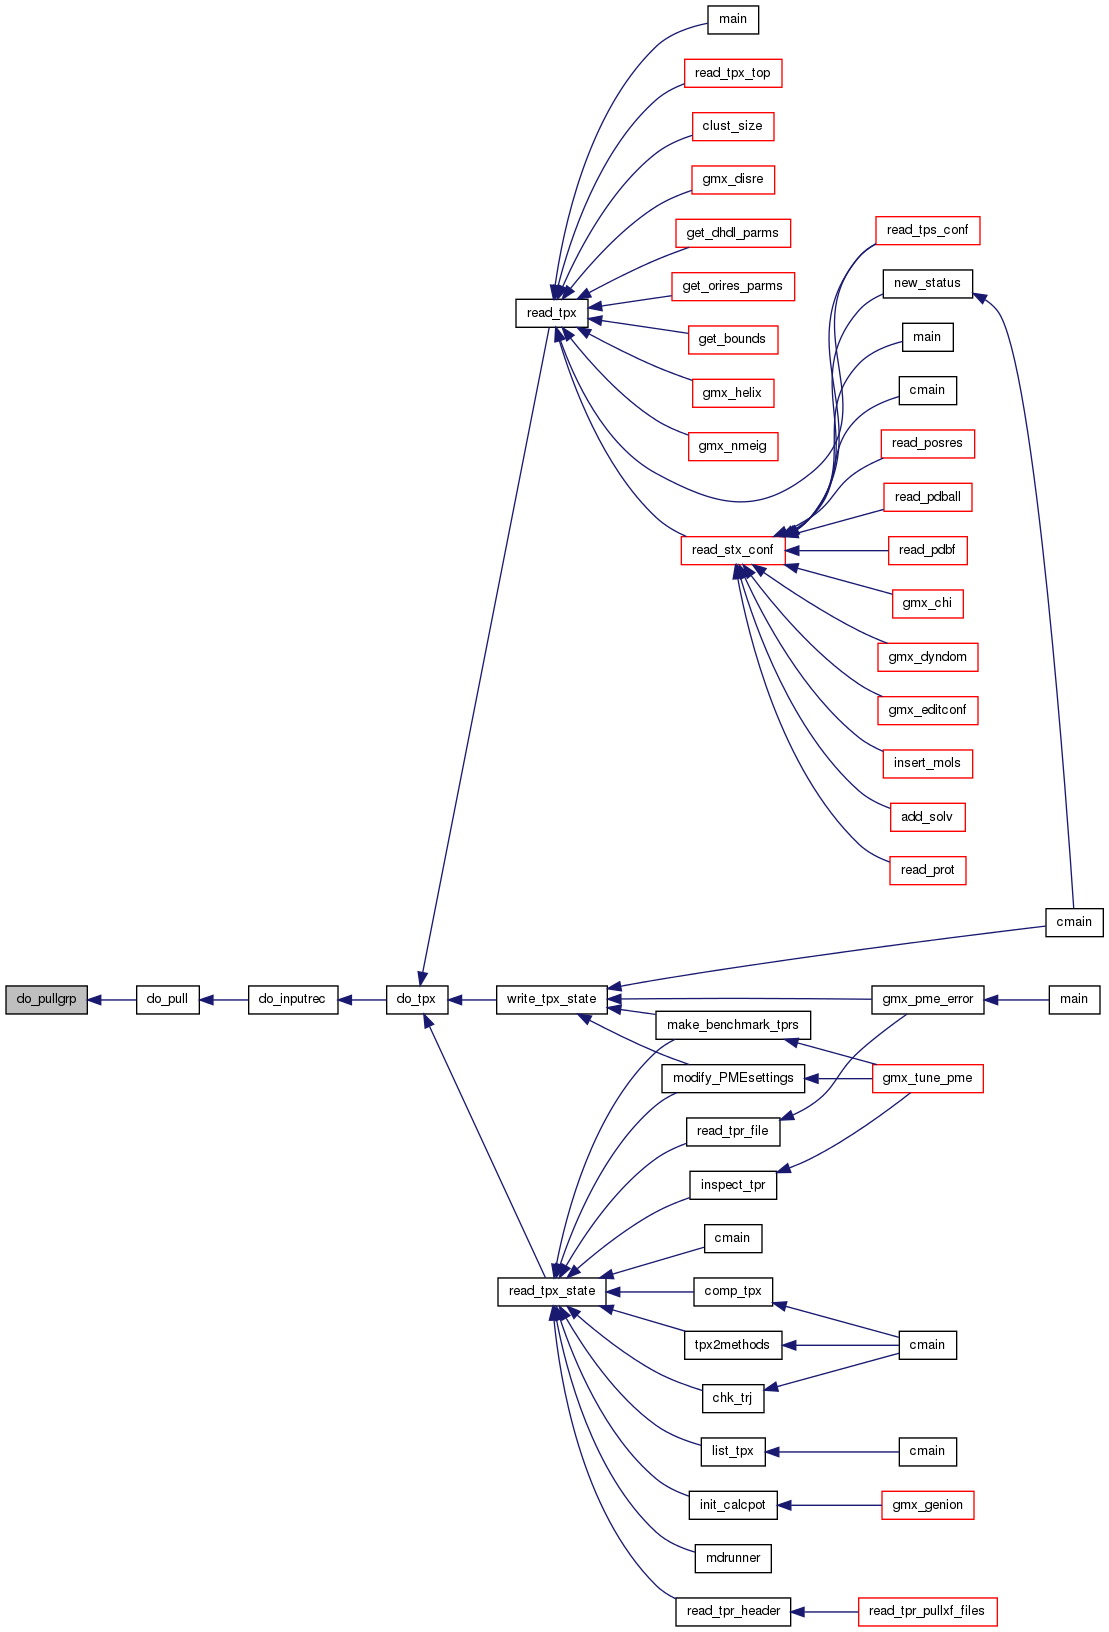 main
read_tpx_top
clust_size
gmx_disre
get_dhdl_parms
get_orires_parms
get_bounds
gmx_helix
gmx_nmeig
read_tpx
read_stx_conf
read_tps_conf
new_status
main
cmain
read_posres
read_pdball
read_pdbf
gmx_chi
gmx_dyndom
gmx_editconf
insert_mols
add_solv
read_prot
cmain
do_pullgrp
do_pull
do_inputrec
do_tpx
write_tpx_state
gmx_pme_error
main
make_benchmark_tprs
modify_PMEsettings
gmx_tune_pme
read_tpr_file
inspect_tpr
cmain
read_tpx_state
comp_tpx
tpx2methods
cmain
chk_trj
list_tpx
cmain
init_calcpot
gmx_genion
mdrunner
read_tpr_header
read_tpr_pullxf_files